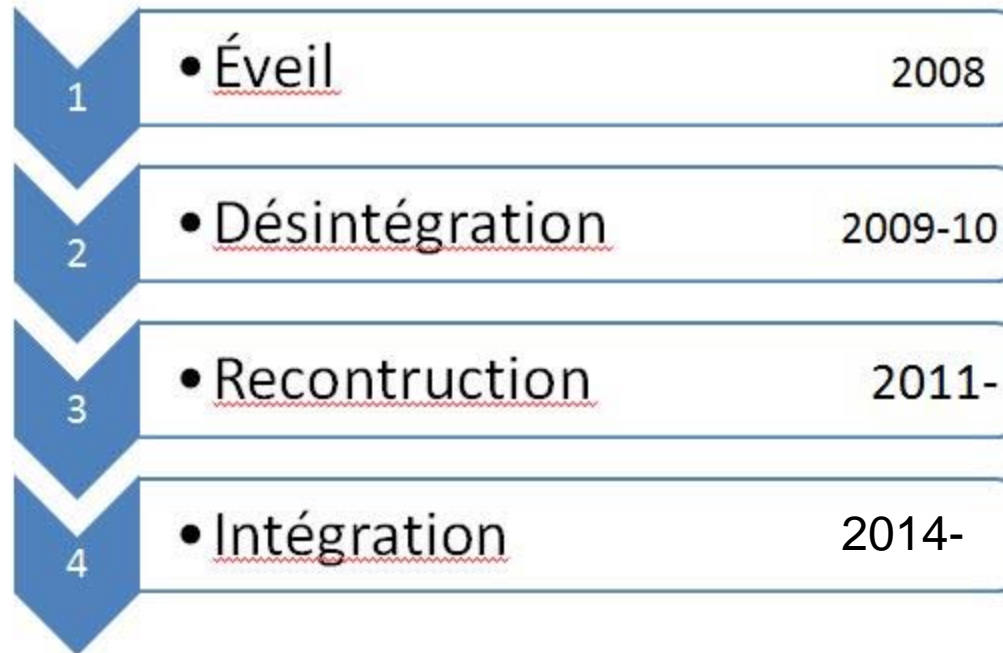 1 • Éveil 2008
2 • Désintégration 2009-10
3 • Recontruction 2011-
4 • Intégration 2014-